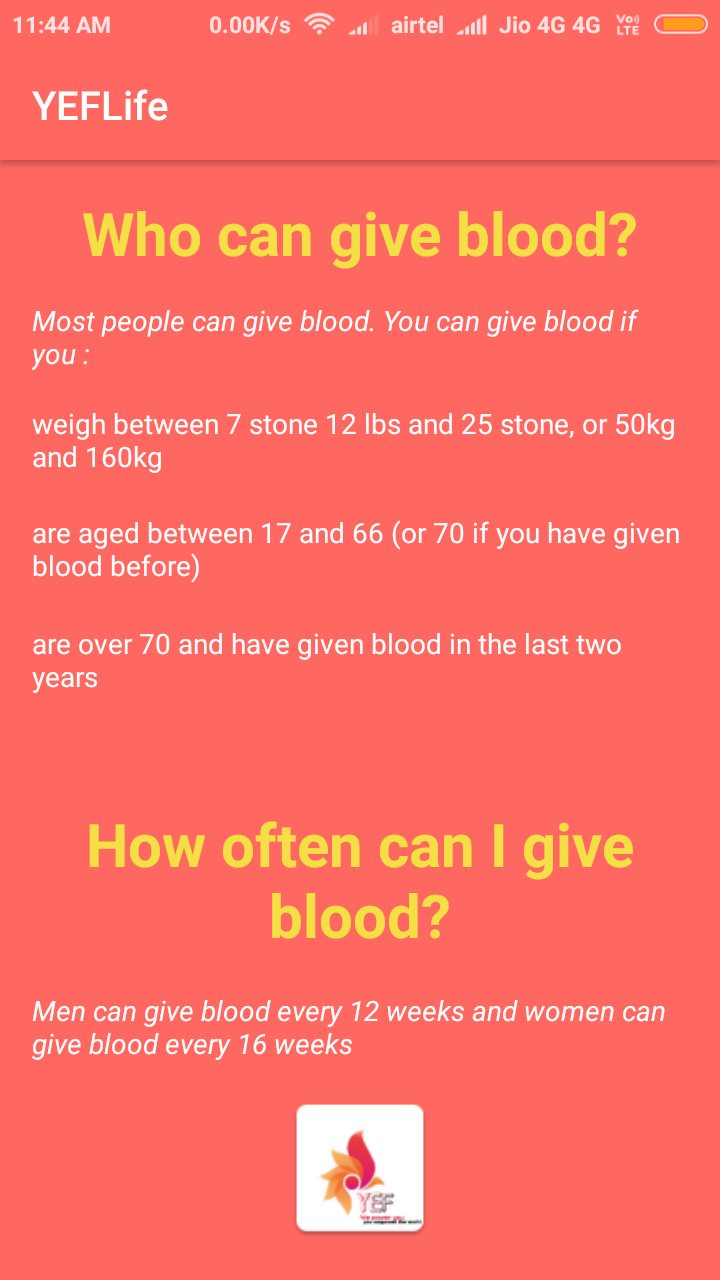 11:44 AM 0.00K/s airtel Jio 4G 4G Vo)) LTE
YEFLife
Who can give blood?
Most people can give blood. You can give blood if
you :
weigh between 7 stone 12 lbs and 25 stone, or 50kg
and 160kg
are aged between 17 and 66 (or 70 if you have given
blood before)
are over 70 and have given blood in the last two
years
How often can I give
blood?
Men can give blood every 12 weeks and women can
give blood every 16 weeks
YEF